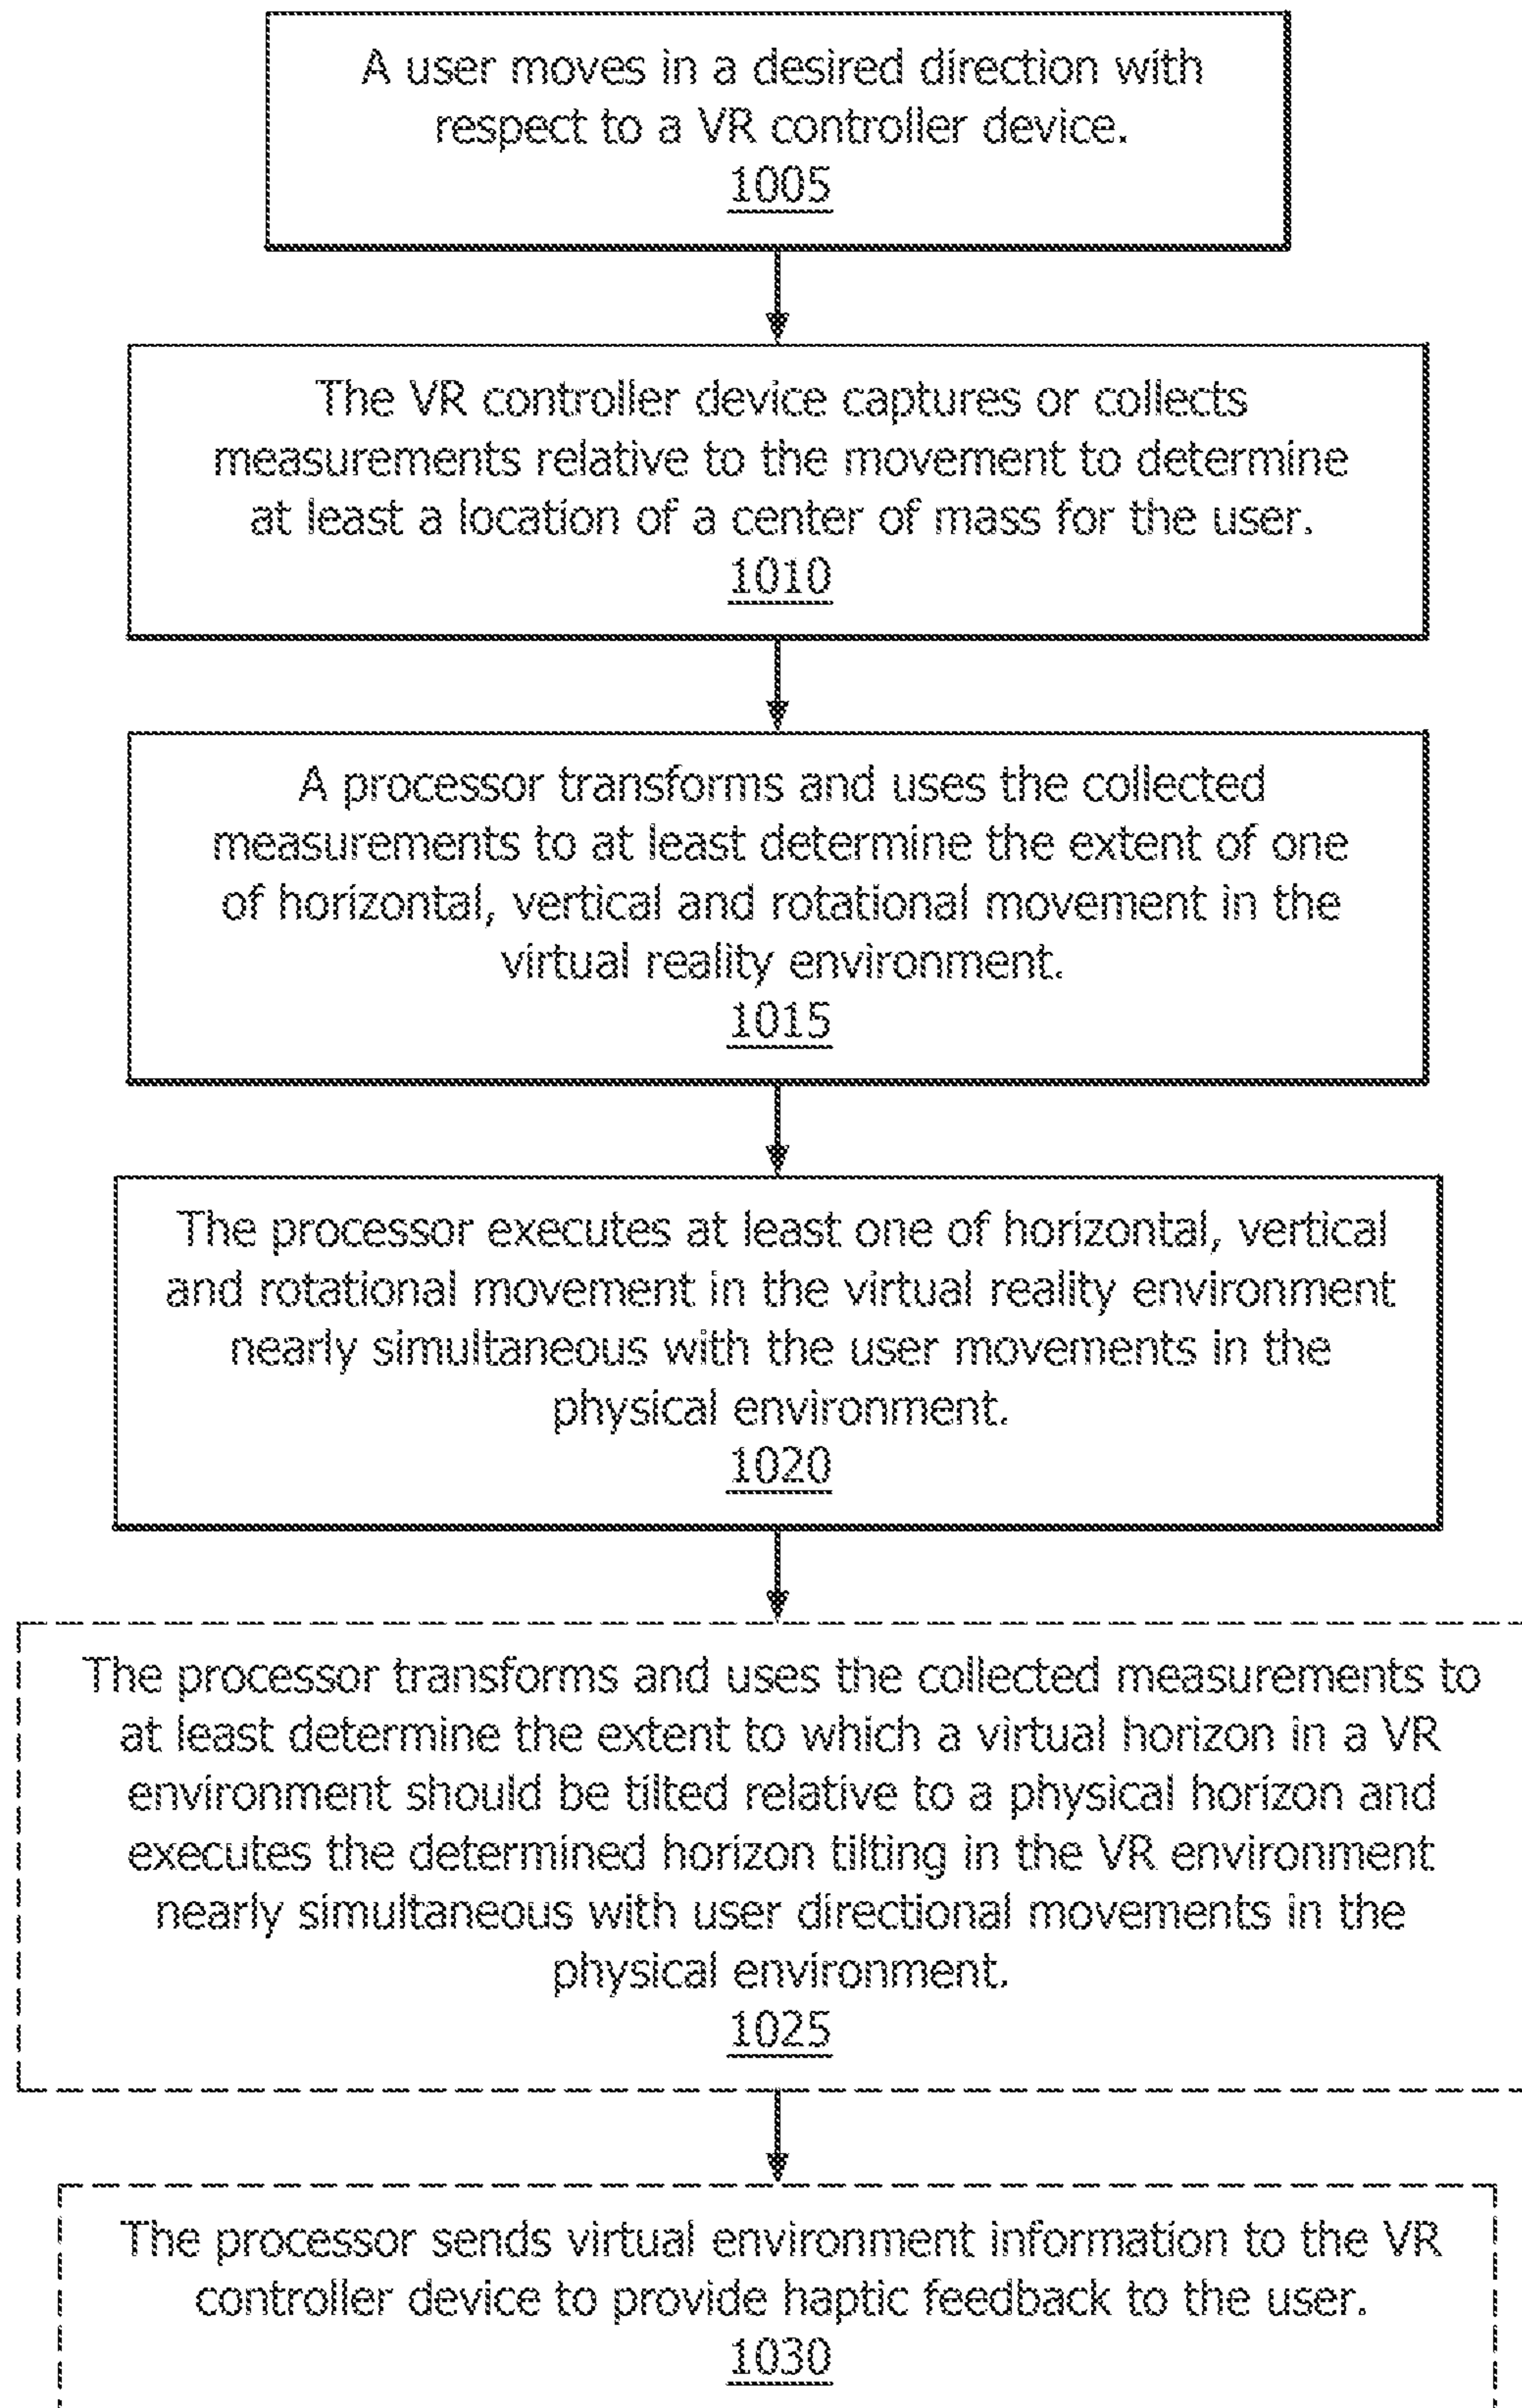 A user moves in a desired direction with
respect to a VR controller device.
1005
The VR controller device captures or collects
measurements relative to the movement to determine
at least a location of a center of mass for the user.
1010
A processor transforms and uses the collected
measurements to at least determine the extent of one
of horizontal, vertical and rotational movement in the
virtual reality environment.
1015
The processor executes at least one of horizontal, vertical
and rotational movement in the virtual reality environment
nearly simultaneous with the user movements in the
physical environment.
1020
The processor transforms and uses the collected measurements to
at least determine the extent to which a virtual horizon in a VR
environment should be tilted relative to a physical horizon and
executes the determined horizon tilting in the VR environment
nearly simultaneous with user directional movements in the
physical environment.
1025
The processor sends virtual environment information to the VR
controller device to provide haptic feedback to the user.
1030